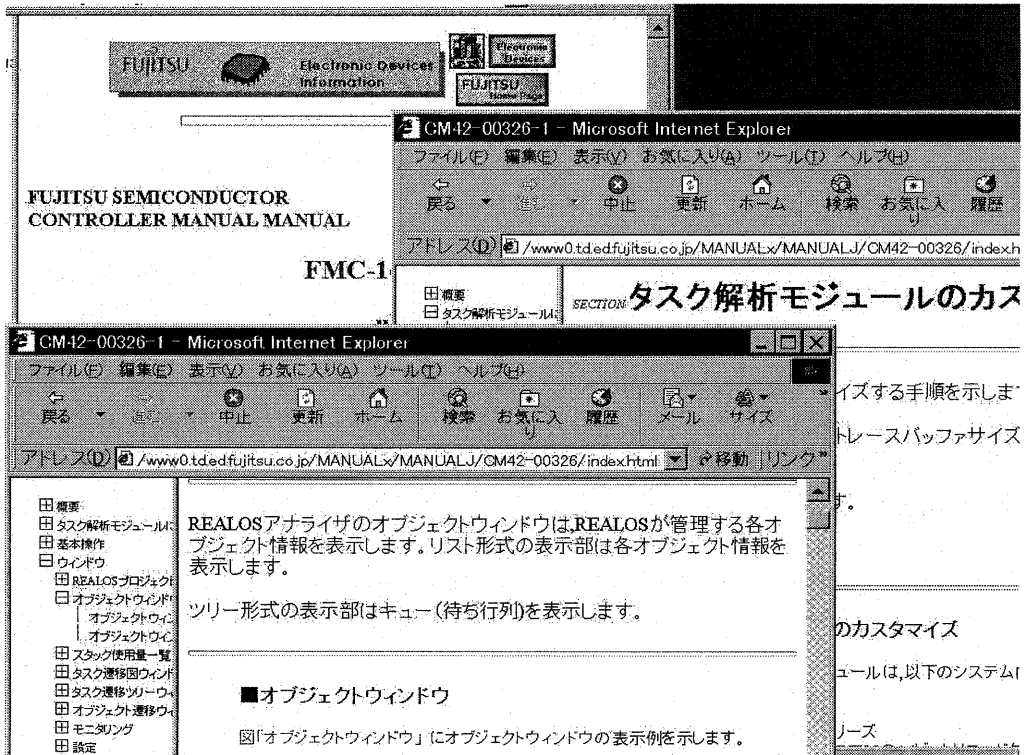 FUJITSU
Electronic Devices
Information
Electronic
Devices
FUJITSU
Home Page
FUJITSU SEMICONDUCTOR
CONTROLLER MANUAL MANUAL
FMC-1
CM42-00326-1 - Microsoft Internet Explorer
ファイル(F) 編集(E) 表示(V) お気に入り(A) ツール(T) ヘルプ(H)
戻る 進む 中止 更新 ホーム 検索 お気に入り 履歴
アドレス(D) /www0.td.ed.fujitsu.co.jp/MANUALx/MANUALJ/CM42-00326/index.h
概要
タスク解析モジュールに
SECTION タスク解析モジュールのカス
イズする手順を示しま
トレースバッファサイズ
す。
のカスタマイズ
ュールは,以下のシステム
リーズ
CM42-00326-1 - Microsoft Internet Explorer
ファイル(F) 編集(E) 表示(V) お気に入り(A) ツール(T) ヘルプ(H)
戻る 進む 中止 更新 ホーム 検索 お気に入り 履歴 メール サイズ
アドレス(D) /www0.td.ed.fujitsu.co.jp/MANUALx/MANUALJ/CM42-00326/index.html 移動 リンク
概要
タスク解析モジュールに
基本操作
ウィンドウ
REALOSプロジェクト
オブジェクトウィンドウ
オブジェクトウィン
オブジェクトウィン
スタック使用量一覧
タスク遷移図ウィンド
タスク遷移ツリーウィ
オブジェクト遷移ウィ
モニタリング
設定
REALOSアナライザのオブジェクトウィンドウは,REALOSが管理する各オ
ブジェクト情報を表示します。リスト形式の表示部は各オブジェクト情報を
表示します。
ツリー形式の表示部はキュー(待ち行列)を表示します。
■オブジェクトウィンドウ
図「オブジェクトウィンドウ」にオブジェクトウィンドウの表示例を示します。